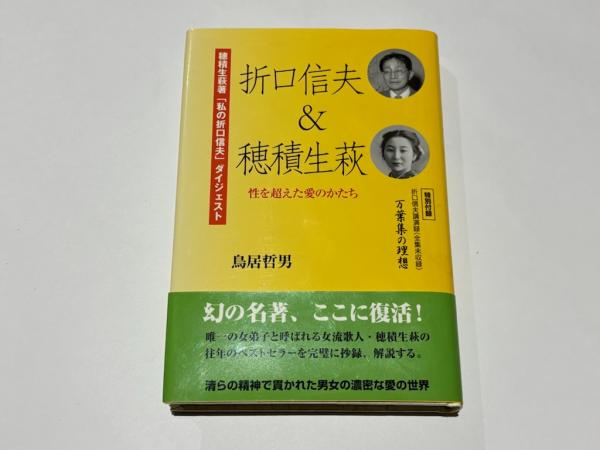 穂積生萩著「私の折口信夫」ダイジェスト
折口信夫
&
穂積生萩
性を超えた愛のかたち
特別付録
折口信夫講演録(全集未収録)
万葉集の理想
鳥居哲男
幻の名著、ここに復活!
唯一の女弟子と呼ばれる女流歌人・穂積生萩の
往年のベストセラーを完璧に抄録、解説する。
清らの精神で貫かれた男女の濃密な愛の世界